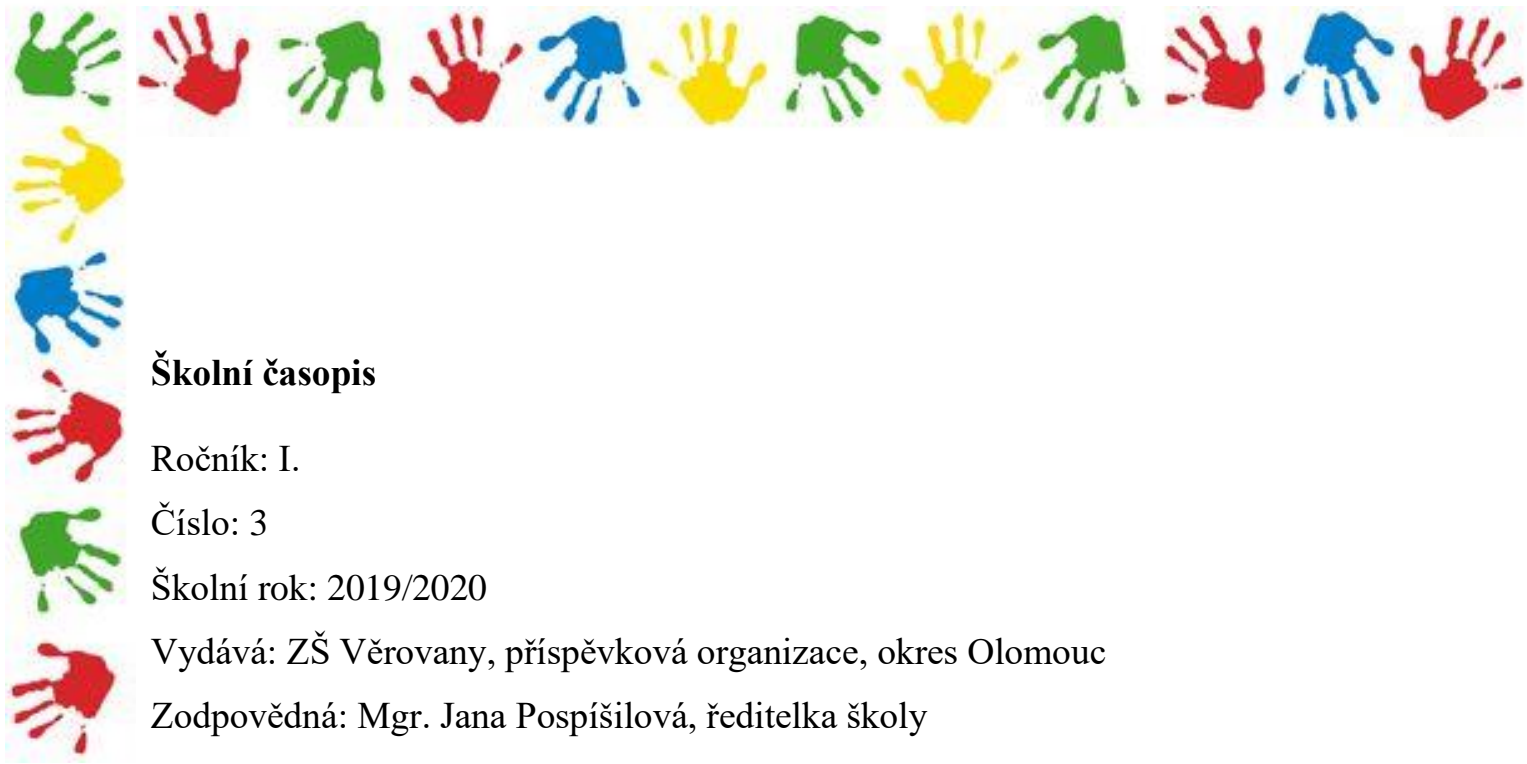 Školní časopis
Ročník: I.
Číslo: 3
Školní rok: 2019/2020
Vydává: ZŠ Věrovany, příspěvková organizace, okres Olomouc
Zodpovědná: Mgr. Jana Pospíšilová, ředitelka školy